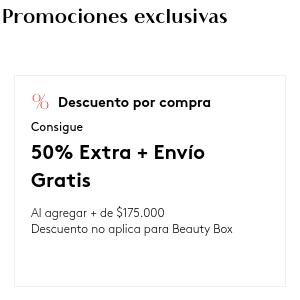 Promociones exclusivas
% Descuento por compra
Consigue
50% Extra + Envío
Gratis
Al agregar + de $175.000
Descuento no aplica para Beauty Box